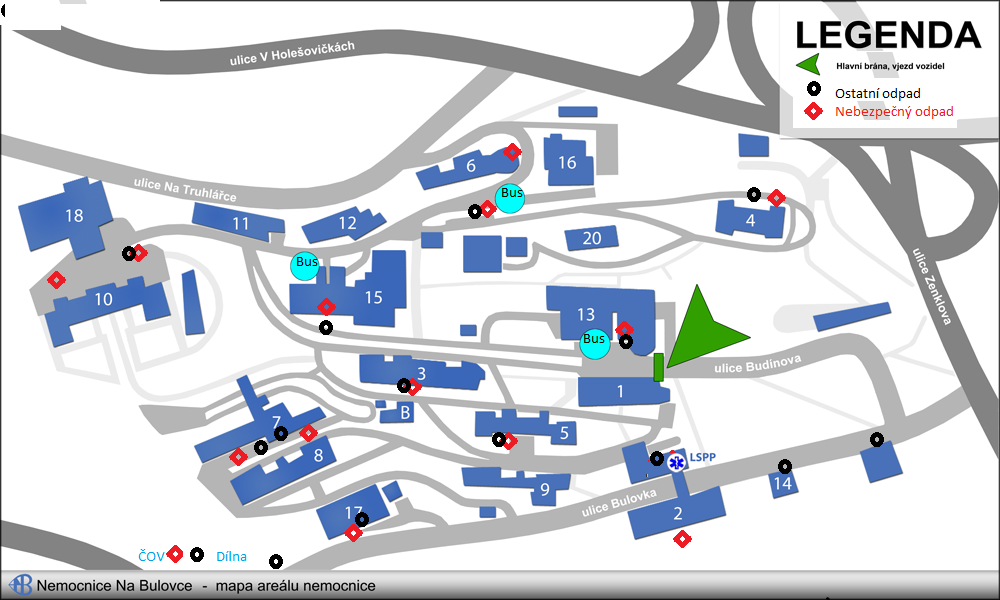 LEGENDA
Hlavní brána, vjezd vozidel
Ostatní odpad
Nebezpečný odpad
ulice V Holešovičkách
ulice Na Truhlářce
6
16
Bus
18
11
12
4
20
ulice Zenklova
Bus
15
10
13
Bus
3
ulice Budínova
1
B
7
5
8
LSPP
9
14
ulice Bulovka
2
17
ČOV
Dílna
Nemocnice Na Bulovce - mapa areálu nemocnice